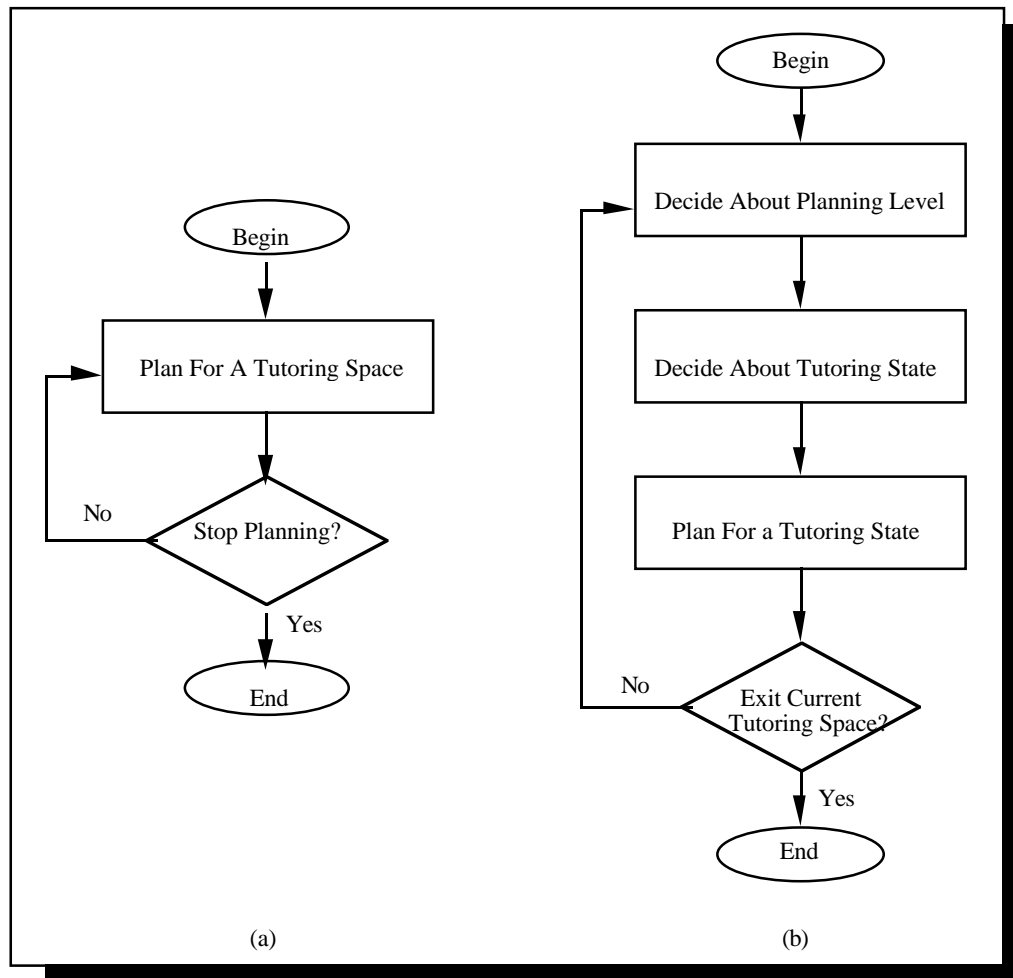 Begin
Plan For A Tutoring Space
Stop Planning?
No
Yes
End
(a)
Begin
Decide About Planning Level
Decide About Tutoring State
Plan For a Tutoring State
Exit Current
Tutoring Space?
No
Yes
End
(b)